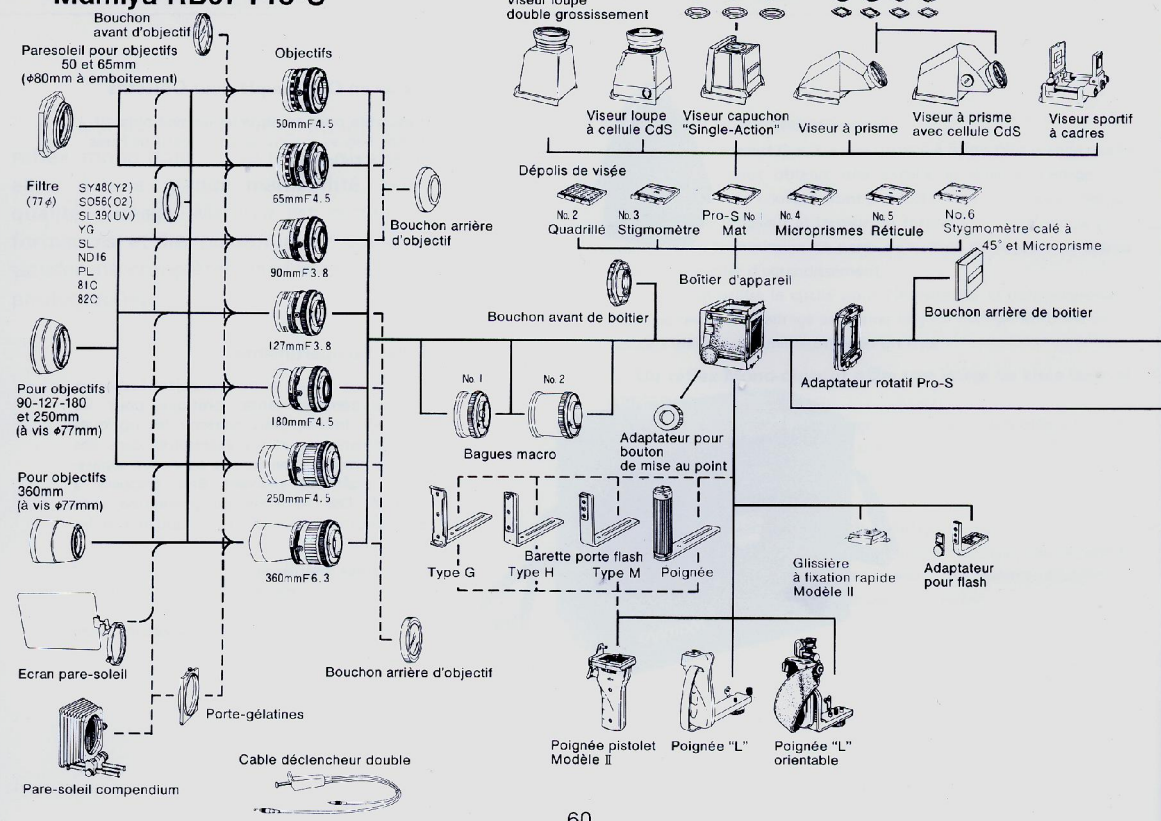 Mamiya RB67 Pro-S
Bouchon
avant d'objectif
Paresoleil pour objectifs
50 et 65mm
(φ80mm à emboitement)
Objectifs
50mmF4.5
65mmF4.5
90mmF3.8
127mmF3.8
180mmF4.5
250mmF4.5
360mmF6.3
Filtre
(77φ)
SY48(Y2)
SO56(O2)
SL39(UV)
YG
SL
ND16
PL
81C
82C
Pour objectifs
90-127-180
et 250mm
(à vis φ77mm)
Pour objectifs
360mm
(à vis φ77mm)
Ecran pare-soleil
Porte-gélatines
Pare-soleil compendium
Cable déclencheur double
Bouchon arrière
d'objectif
Bouchon arrière d'objectif
Viseur loupe
double grossissement
Viseur loupe
à cellule CdS
Viseur capuchon
"Single-Action"
Viseur à prisme
Viseur à prisme
avec cellule CdS
Viseur sportif
à cadres
Dépolis de visée
No. 2
Quadrillé
No. 3
Stigmomètre
Pro-S No 1
Mat
No. 4
Microprismes
No. 5
Réticule
No. 6
Stygmomètre calé à
45° et Microprisme
Boîtier d'appareil
Bouchon avant de boitier
Bouchon arrière de boitier
Adaptateur rotatif Pro-S
No. 1
No. 2
Bagues macro
Adaptateur pour
bouton
de mise au point
Barette porte flash
Type G
Type H
Type M
Poignée
Glissière
à fixation rapide
Modèle II
Adaptateur
pour flash
Poignée pistolet
Modèle II
Poignée "L"
Poignée "L"
orientable
60